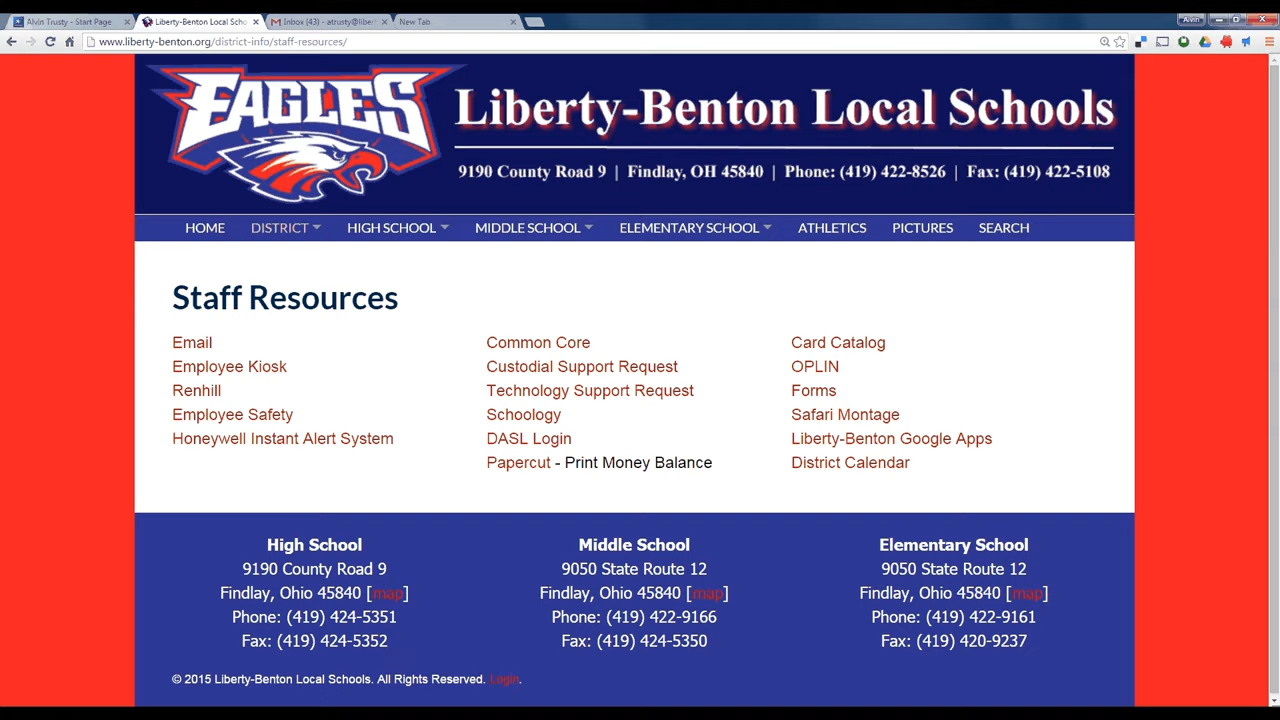 Alvin Trusty - Start Page
Liberty-Benton Local Scho
Inbox (43) - atrusty@libert
New Tab
Alvin
www.liberty-benton.org/district-info/staff-resources/
EAGLES
Liberty-Benton Local Schools
9190 County Road 9 | Findlay, OH 45840 | Phone: (419) 422-8526 | Fax: (419) 422-5108
HOME DISTRICT HIGH SCHOOL MIDDLE SCHOOL ELEMENTARY SCHOOL ATHLETICS PICTURES SEARCH
Staff Resources
Email
Employee Kiosk
Renhill
Employee Safety
Honeywell Instant Alert System
Common Core
Custodial Support Request
Technology Support Request
Schoology
DASL Login
Papercut - Print Money Balance
Card Catalog
OPLIN
Forms
Safari Montage
Liberty-Benton Google Apps
District Calendar
High School
9190 County Road 9
Findlay, Ohio 45840 [map]
Phone: (419) 424-5351
Fax: (419) 424-5352
Middle School
9050 State Route 12
Findlay, Ohio 45840 [map]
Phone: (419) 422-9166
Fax: (419) 424-5350
Elementary School
9050 State Route 12
Findlay, Ohio 45840 [map]
Phone: (419) 422-9161
Fax: (419) 420-9237
© 2015 Liberty-Benton Local Schools. All Rights Reserved. Login.